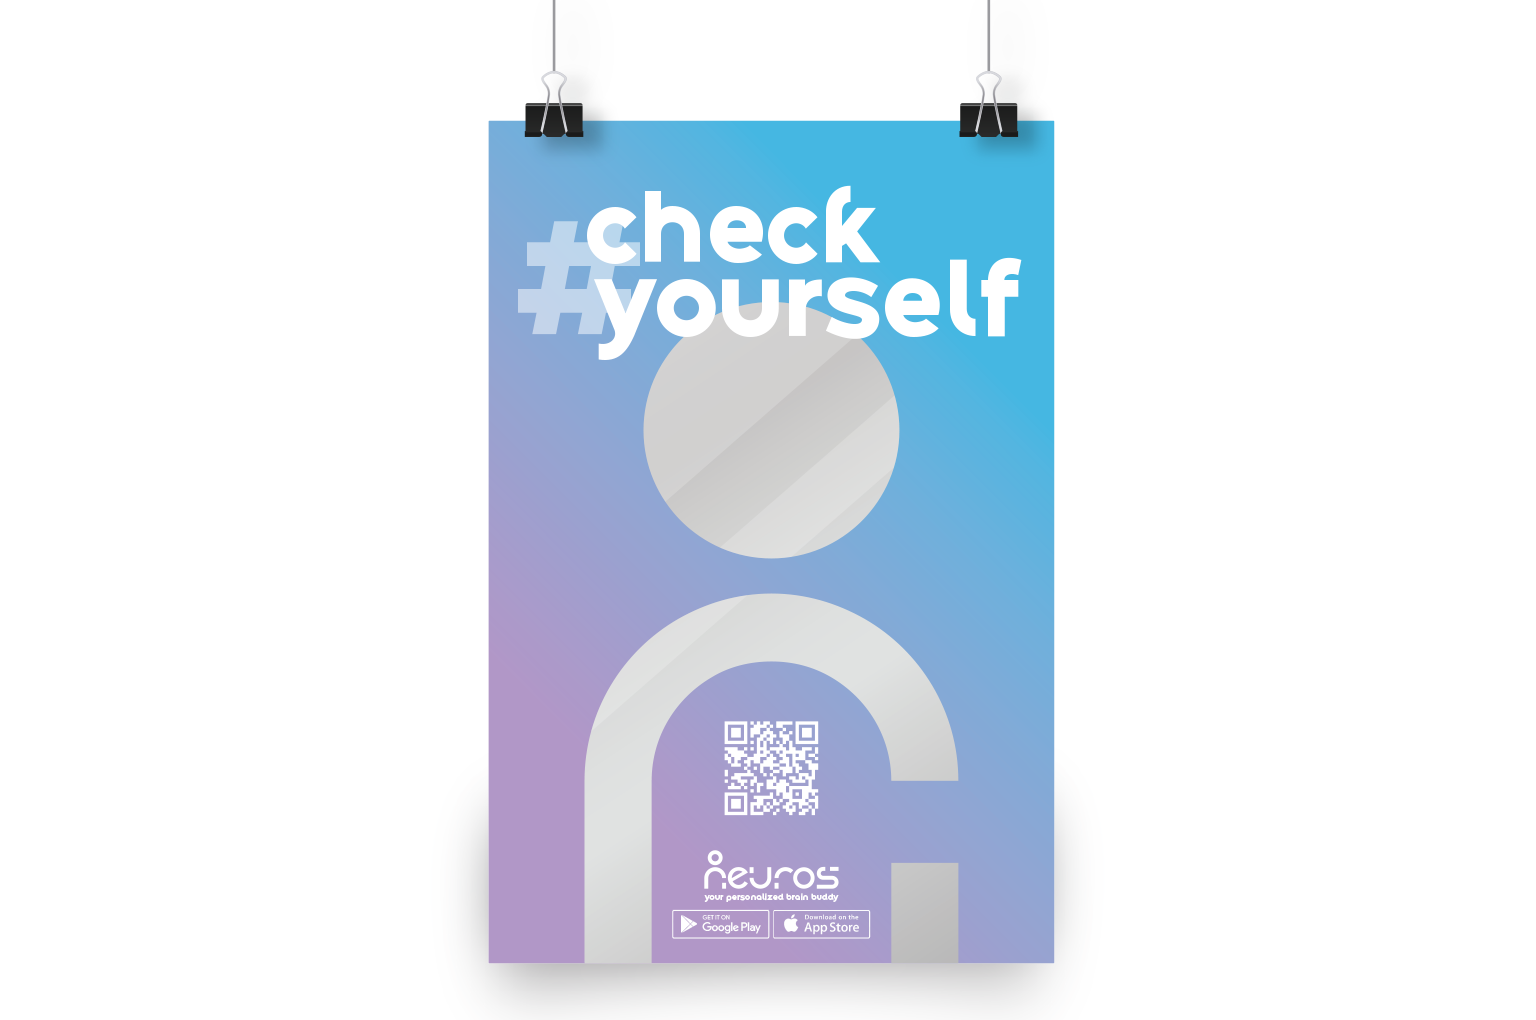 #check
yourself
neuros
your personalized brain buddy
GET IT ON
Google Play
Download on the
App Store